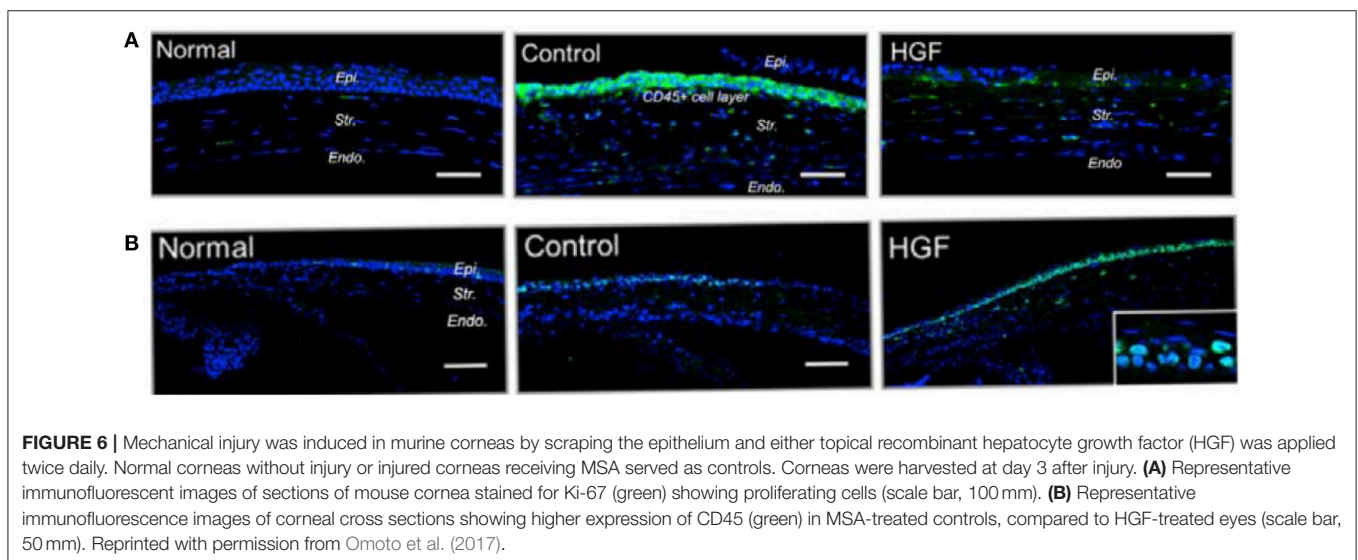 A
Normal
Epi.
Str.
Endo.
Control
Epi.
CD45+ cell layer
Str.
Endo.
HGF
Epi.
Str.
Endo
B
Normal
Epi.
Str.
Endo.
Control
HGF
FIGURE 6 | Mechanical injury was induced in murine corneas by scraping the epithelium and either topical recombinant hepatocyte growth factor (HGF) was applied
twice daily. Normal corneas without injury or injured corneas receiving MSA served as controls. Corneas were harvested at day 3 after injury. (A) Representative
immunofluorescent images of sections of mouse cornea stained for Ki-67 (green) showing proliferating cells (scale bar, 100 mm). (B) Representative
immunofluorescence images of corneal cross sections showing higher expression of CD45 (green) in MSA-treated controls, compared to HGF-treated eyes (scale bar,
50 mm). Reprinted with permission from Omoto et al. (2017).